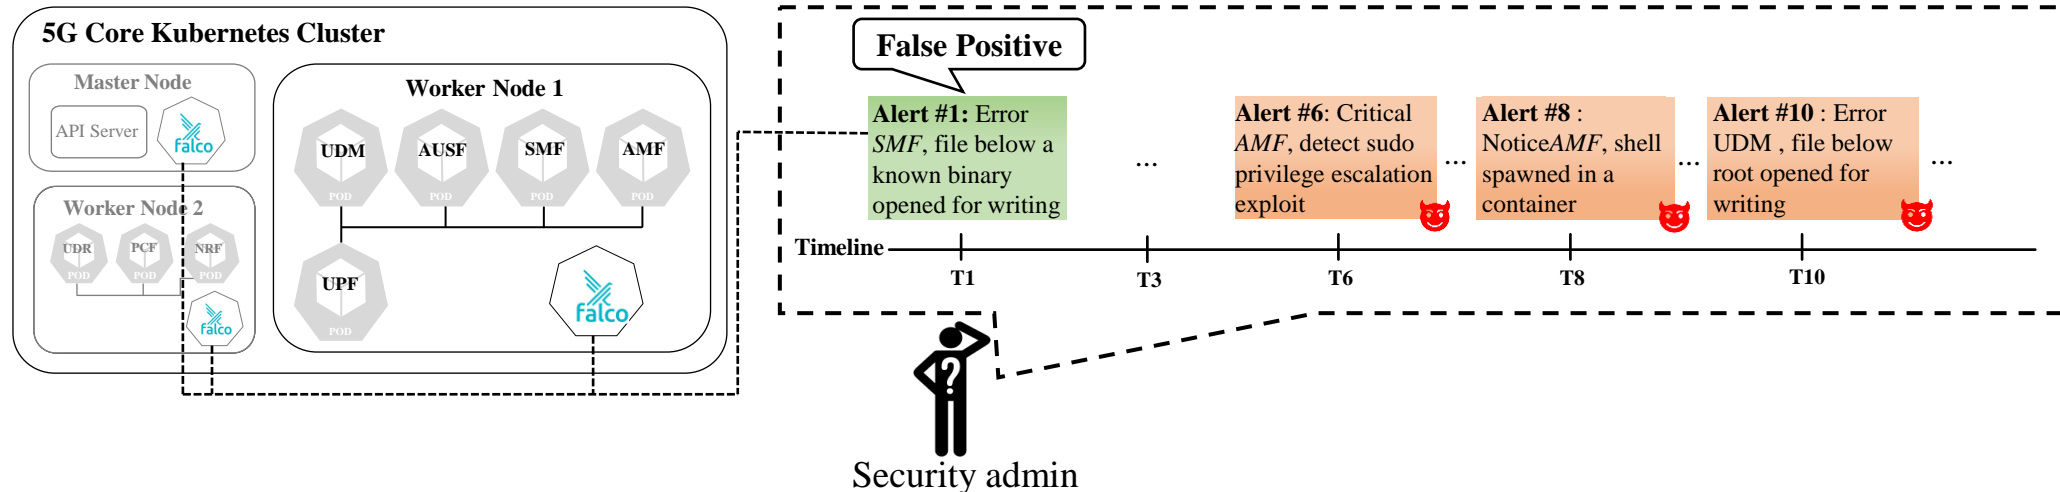 5G Core Kubernetes Cluster
Master Node
API Server
falco
Worker Node 2
UDR
PCF
NRF
POD
POD
POD
falco
Worker Node 1
UDM
AUSF
SMF
AMF
POD
POD
POD
POD
UPF
POD
falco
False Positive
Alert #1: Error
SMF, file below a
known binary
opened for writing
...
Alert #6: Critical
AMF, detect sudo
privilege escalation
exploit
...
Alert #8 :
NoticeAMF, shell
spawned in a
container
...
Alert #10 : Error
UDM , file below
root opened for
writing
...
Timeline
T1
T3
T6
T8
T10
?
Security admin